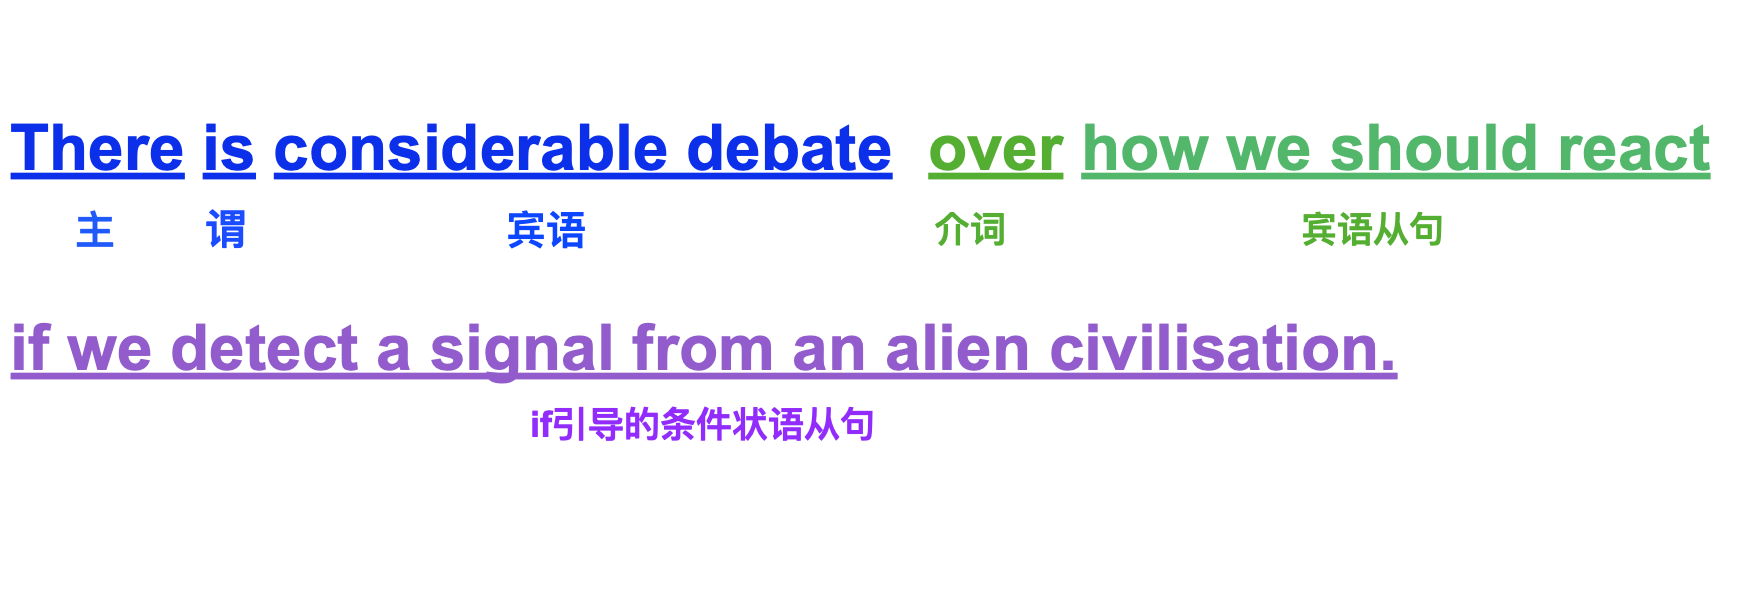 There is considerable debate over how we should react
主 谓 宾语 介词 宾语从句
if we detect a signal from an alien civilisation.
if引导的条件状语从句